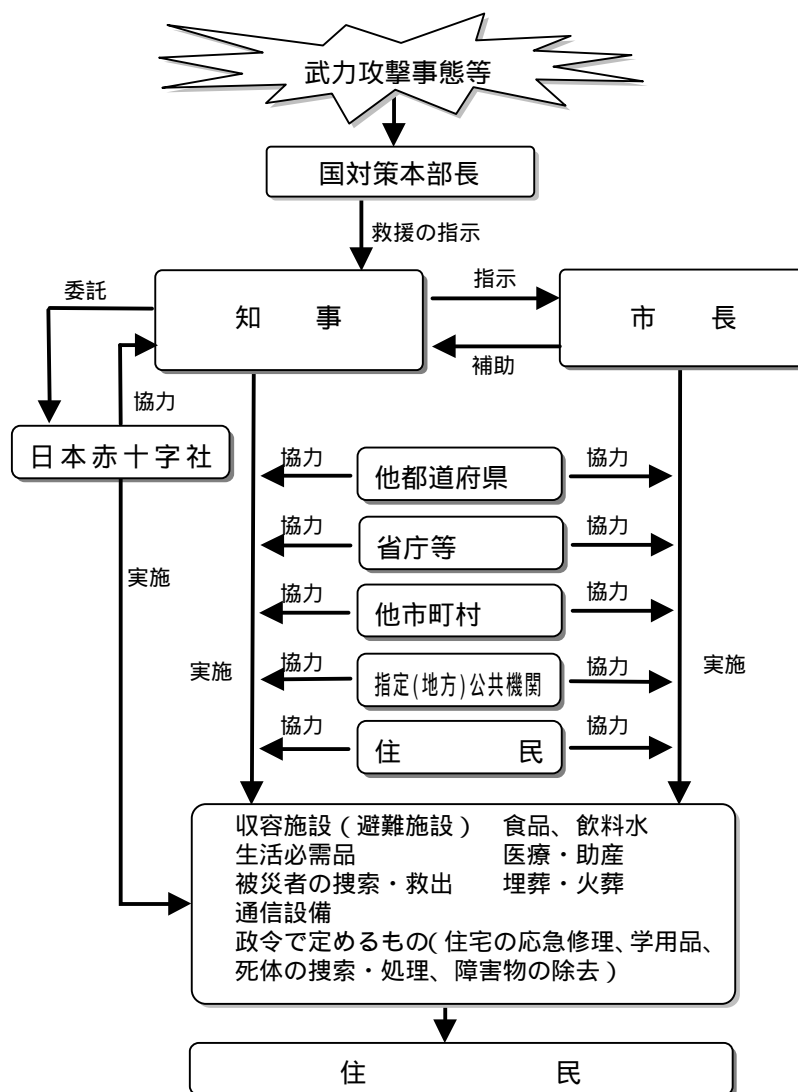 武力攻撃事態等
国対策本部長
救援の指示
委託
知　事
指示
市　長
補助
協力
日本赤十字社
協力
他都道府県
協力
協力
省庁等
協力
実施
協力
他市町村
協力
実施
協力
指定(地方)公共機関
協力
実施
協力
住　民
協力
収容施設（避難施設）　食品、飲料水
生活必需品　医療・助産
被災者の捜索・救出　埋葬・火葬
通信設備
政令で定めるもの（住宅の応急修理、学用品、
死体の捜索・処理、障害物の除去）
住　民